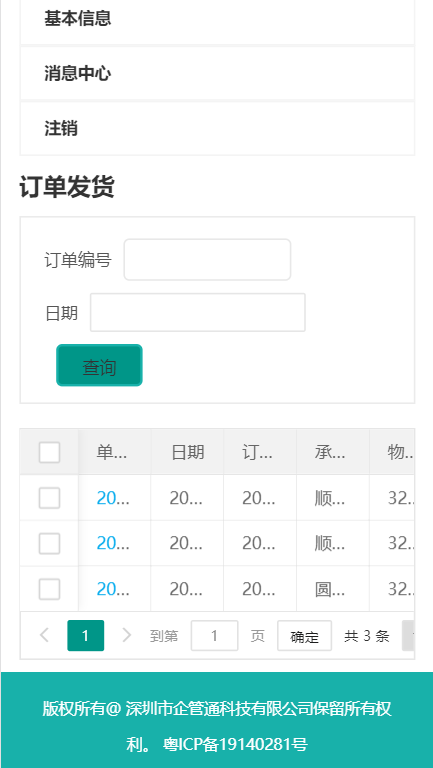 基本信息
消息中心
注销
订单发货
订单编号
日期
查询
单... 日期 订... 承... 物...
20... 20... 20... 顺... 32...
20... 20... 20... 顺... 32...
20... 20... 20... 圆... 32...
1 到第 1 页 确定 共 3 条
版权所有@ 深圳市企管通科技有限公司保留所有权
利。 粤ICP备19140281号